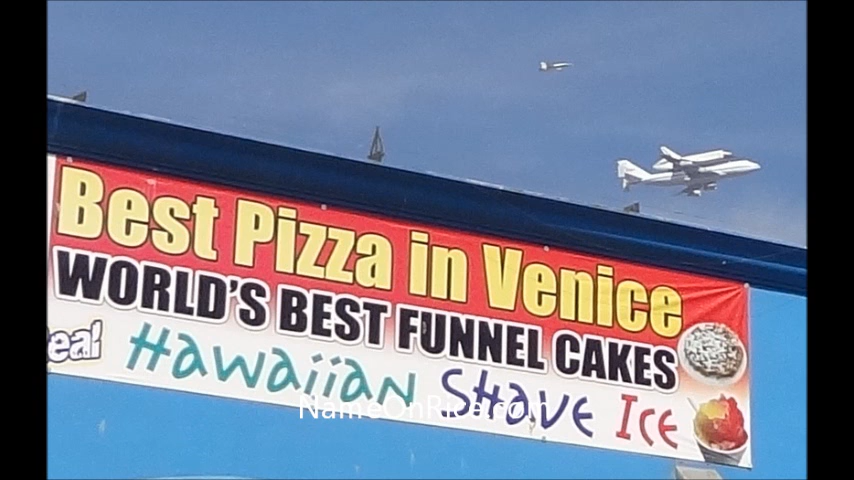 Best Pizza in Venice
WORLD'S BEST FUNNEL CAKES
eal!
Hawaiian Shave Ice
NameOnRice.com